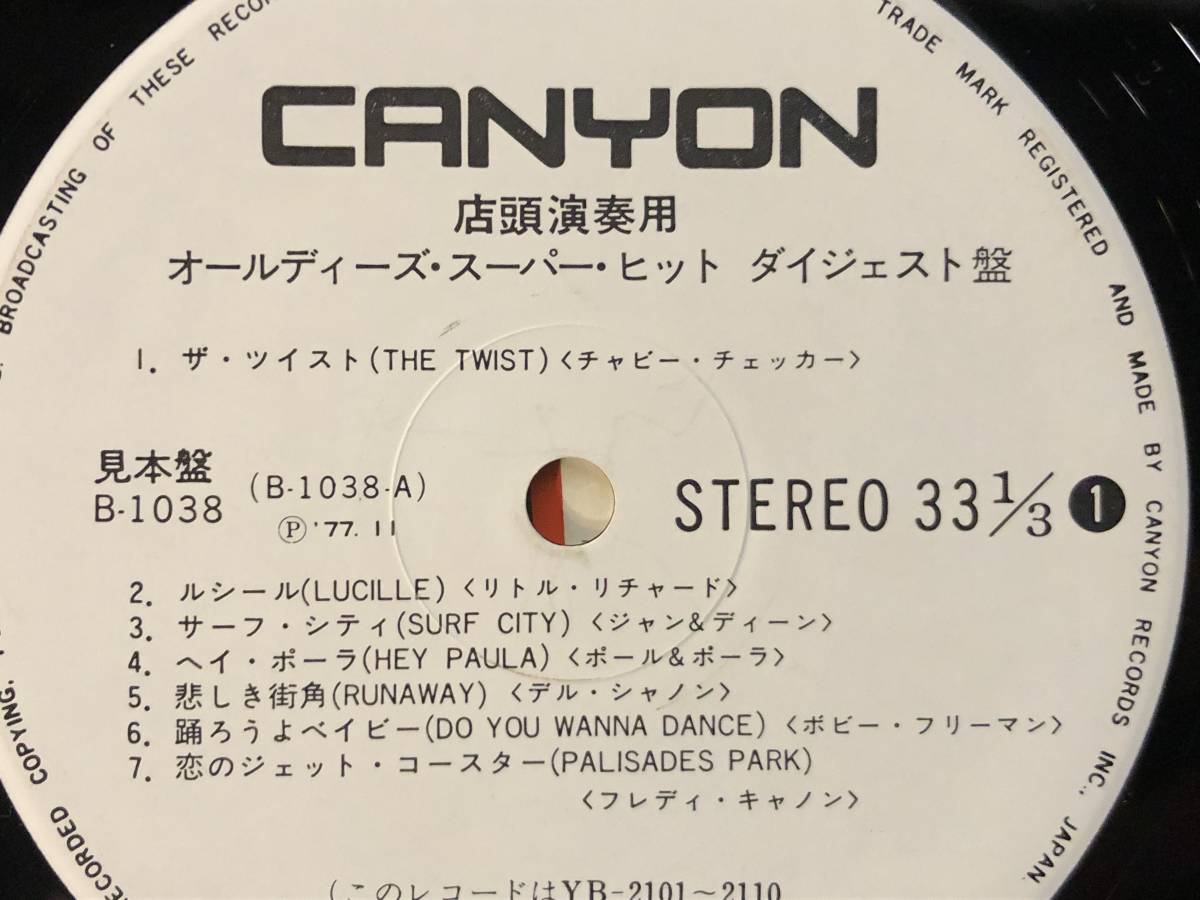 CANYON
店頭演奏用
オールディーズ・スーパー・ヒット ダイジェスト盤
1. ザ・ツイスト(THE TWIST)〈チャビー・チェッカー〉
見本盤
B-1038
(B-1038-A)
Ⓟ '77. 11
STEREO 33 1/3 1
2. ルシール(LUCILLE)〈リトル・リチャード〉
3. サーフ・シティ(SURF CITY)〈ジャン&ディーン〉
4. ヘイ・ポーラ(HEY PAULA)〈ポール&ポーラ〉
5. 悲しき街角(RUNAWAY)〈デル・シャノン〉
6. 踊ろうよベイビー(DO YOU WANNA DANCE)〈ボビー・フリーマン〉
7. 恋のジェット・コースター(PALISADES PARK)
〈フレディ・キャノン〉
(このレコードはYB-2101～2110
RECORDED COPYING, BROADCASTING OF THESE RECOR
TRADE MARK REGISTERED AND MADE BY CANYON RECORDS INC., JAPAN.